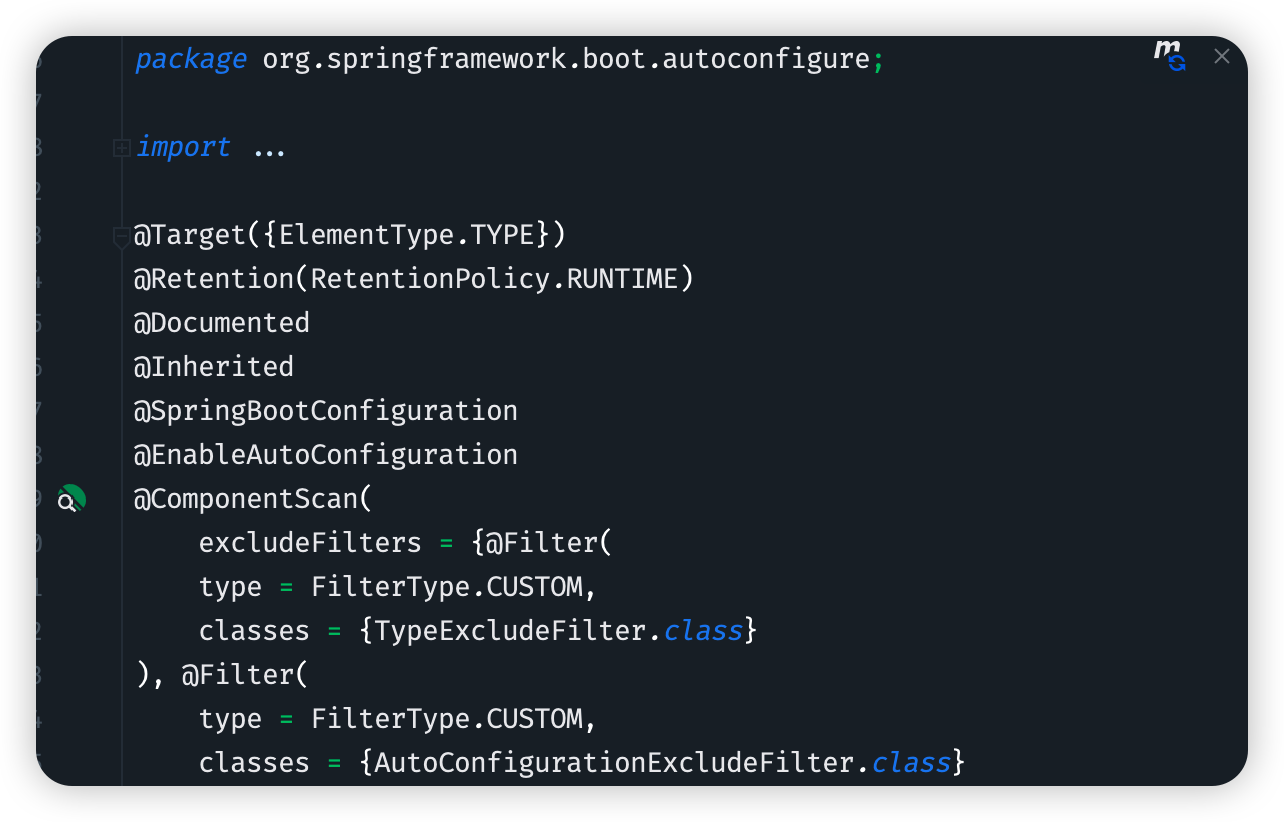 package org.springframework.boot.autoconfigure;
import ...
@Target({ElementType.TYPE})
@Retention(RetentionPolicy.RUNTIME)
@Documented
@Inherited
@SpringBootConfiguration
@EnableAutoConfiguration
@ComponentScan(
    excludeFilters = {@Filter(
    type = FilterType.CUSTOM,
    classes = {TypeExcludeFilter.class}
), @Filter(
    type = FilterType.CUSTOM,
    classes = {AutoConfigurationExcludeFilter.class}